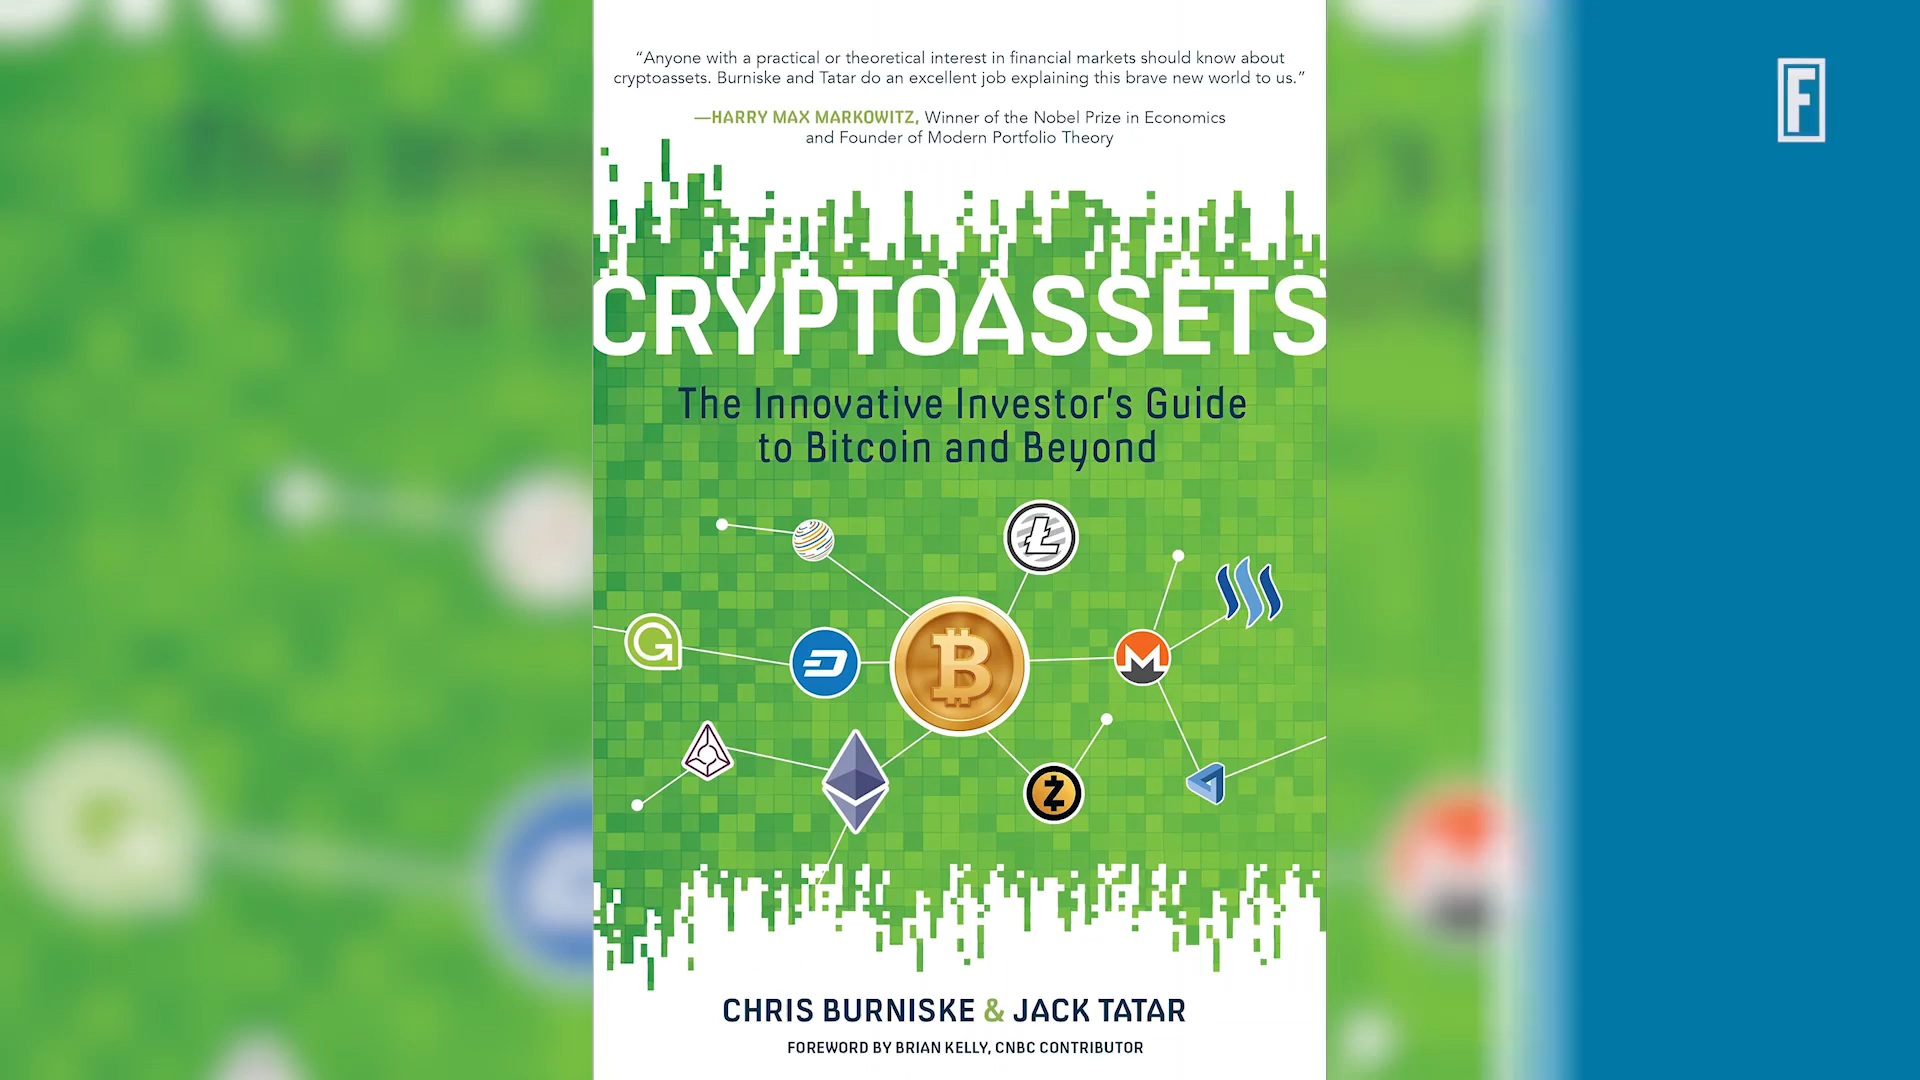 “Anyone with a practical or theoretical interest in financial markets should know about
cryptoassets. Burniske and Tatar do an excellent job explaining this brave new world to us.”
—HARRY MAX MARKOWITZ, Winner of the Nobel Prize in Economics
and Founder of Modern Portfolio Theory
CRYPTOASSETS
The Innovative Investor's Guide
to Bitcoin and Beyond
CHRIS BURNISKE & JACK TATAR
FOREWORD BY BRIAN KELLY, CNBC CONTRIBUTOR
F